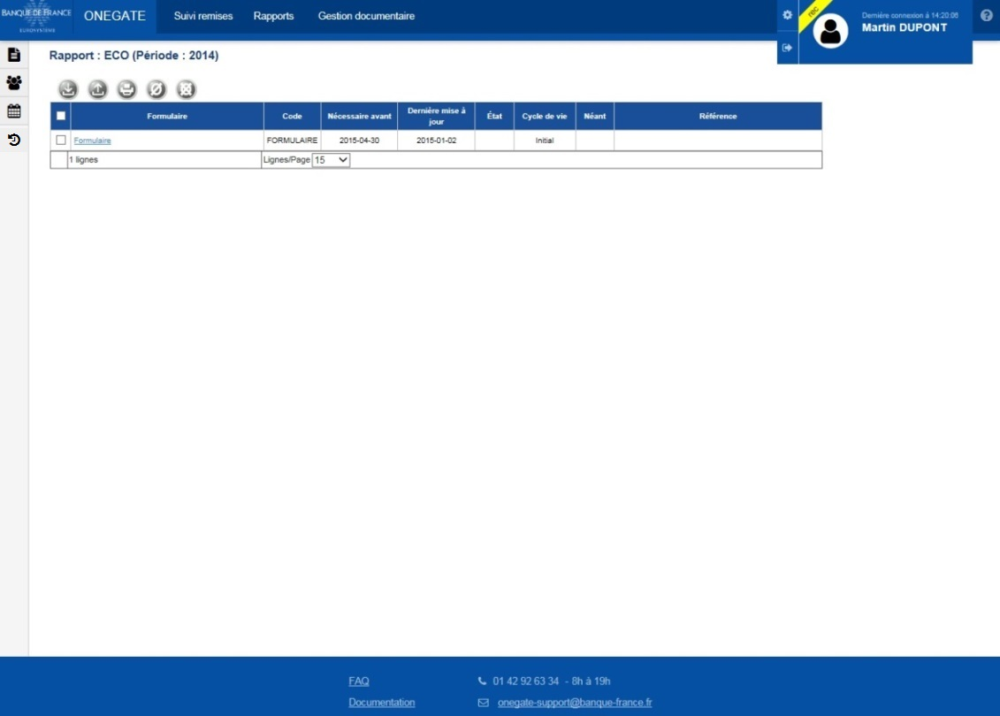 BANQUE DE FRANCE
EUROSYSTÈME
ONEGATE
Suivi remises
Rapports
Gestion documentaire
rec
Dernière connexion à 14:20:06
Martin DUPONT
Rapport : ECO (Période : 2014)
Formulaire Code Nécessaire avant Dernière mise à jour État Cycle de vie Néant Référence
Formulaire FORMULAIRE 2015-04-30 2015-01-02 Initial
1 lignes Lignes/Page 15
FAQ 01 42 92 63 34 - 8h à 19h
Documentation onegate-support@banque-france.fr